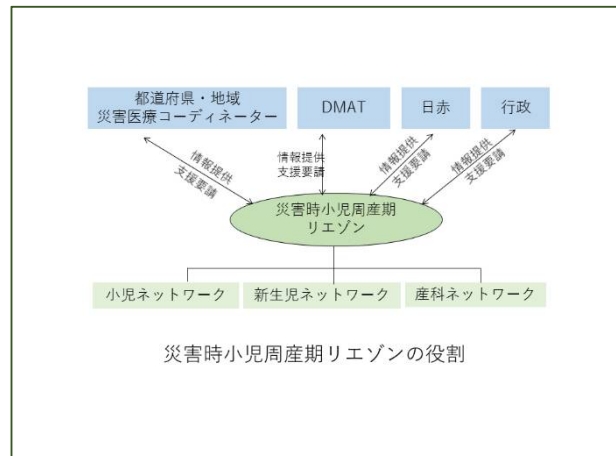 都道府県・地域
災害医療コーディネーター
DMAT
日赤
行政
情報提供
支援要請
情報提供
支援要請
情報提供
支援要請
情報提供
支援要請
災害時小児周産期
リエゾン
小児ネットワーク
新生児ネットワーク
産科ネットワーク
災害時小児周産期リエゾンの役割